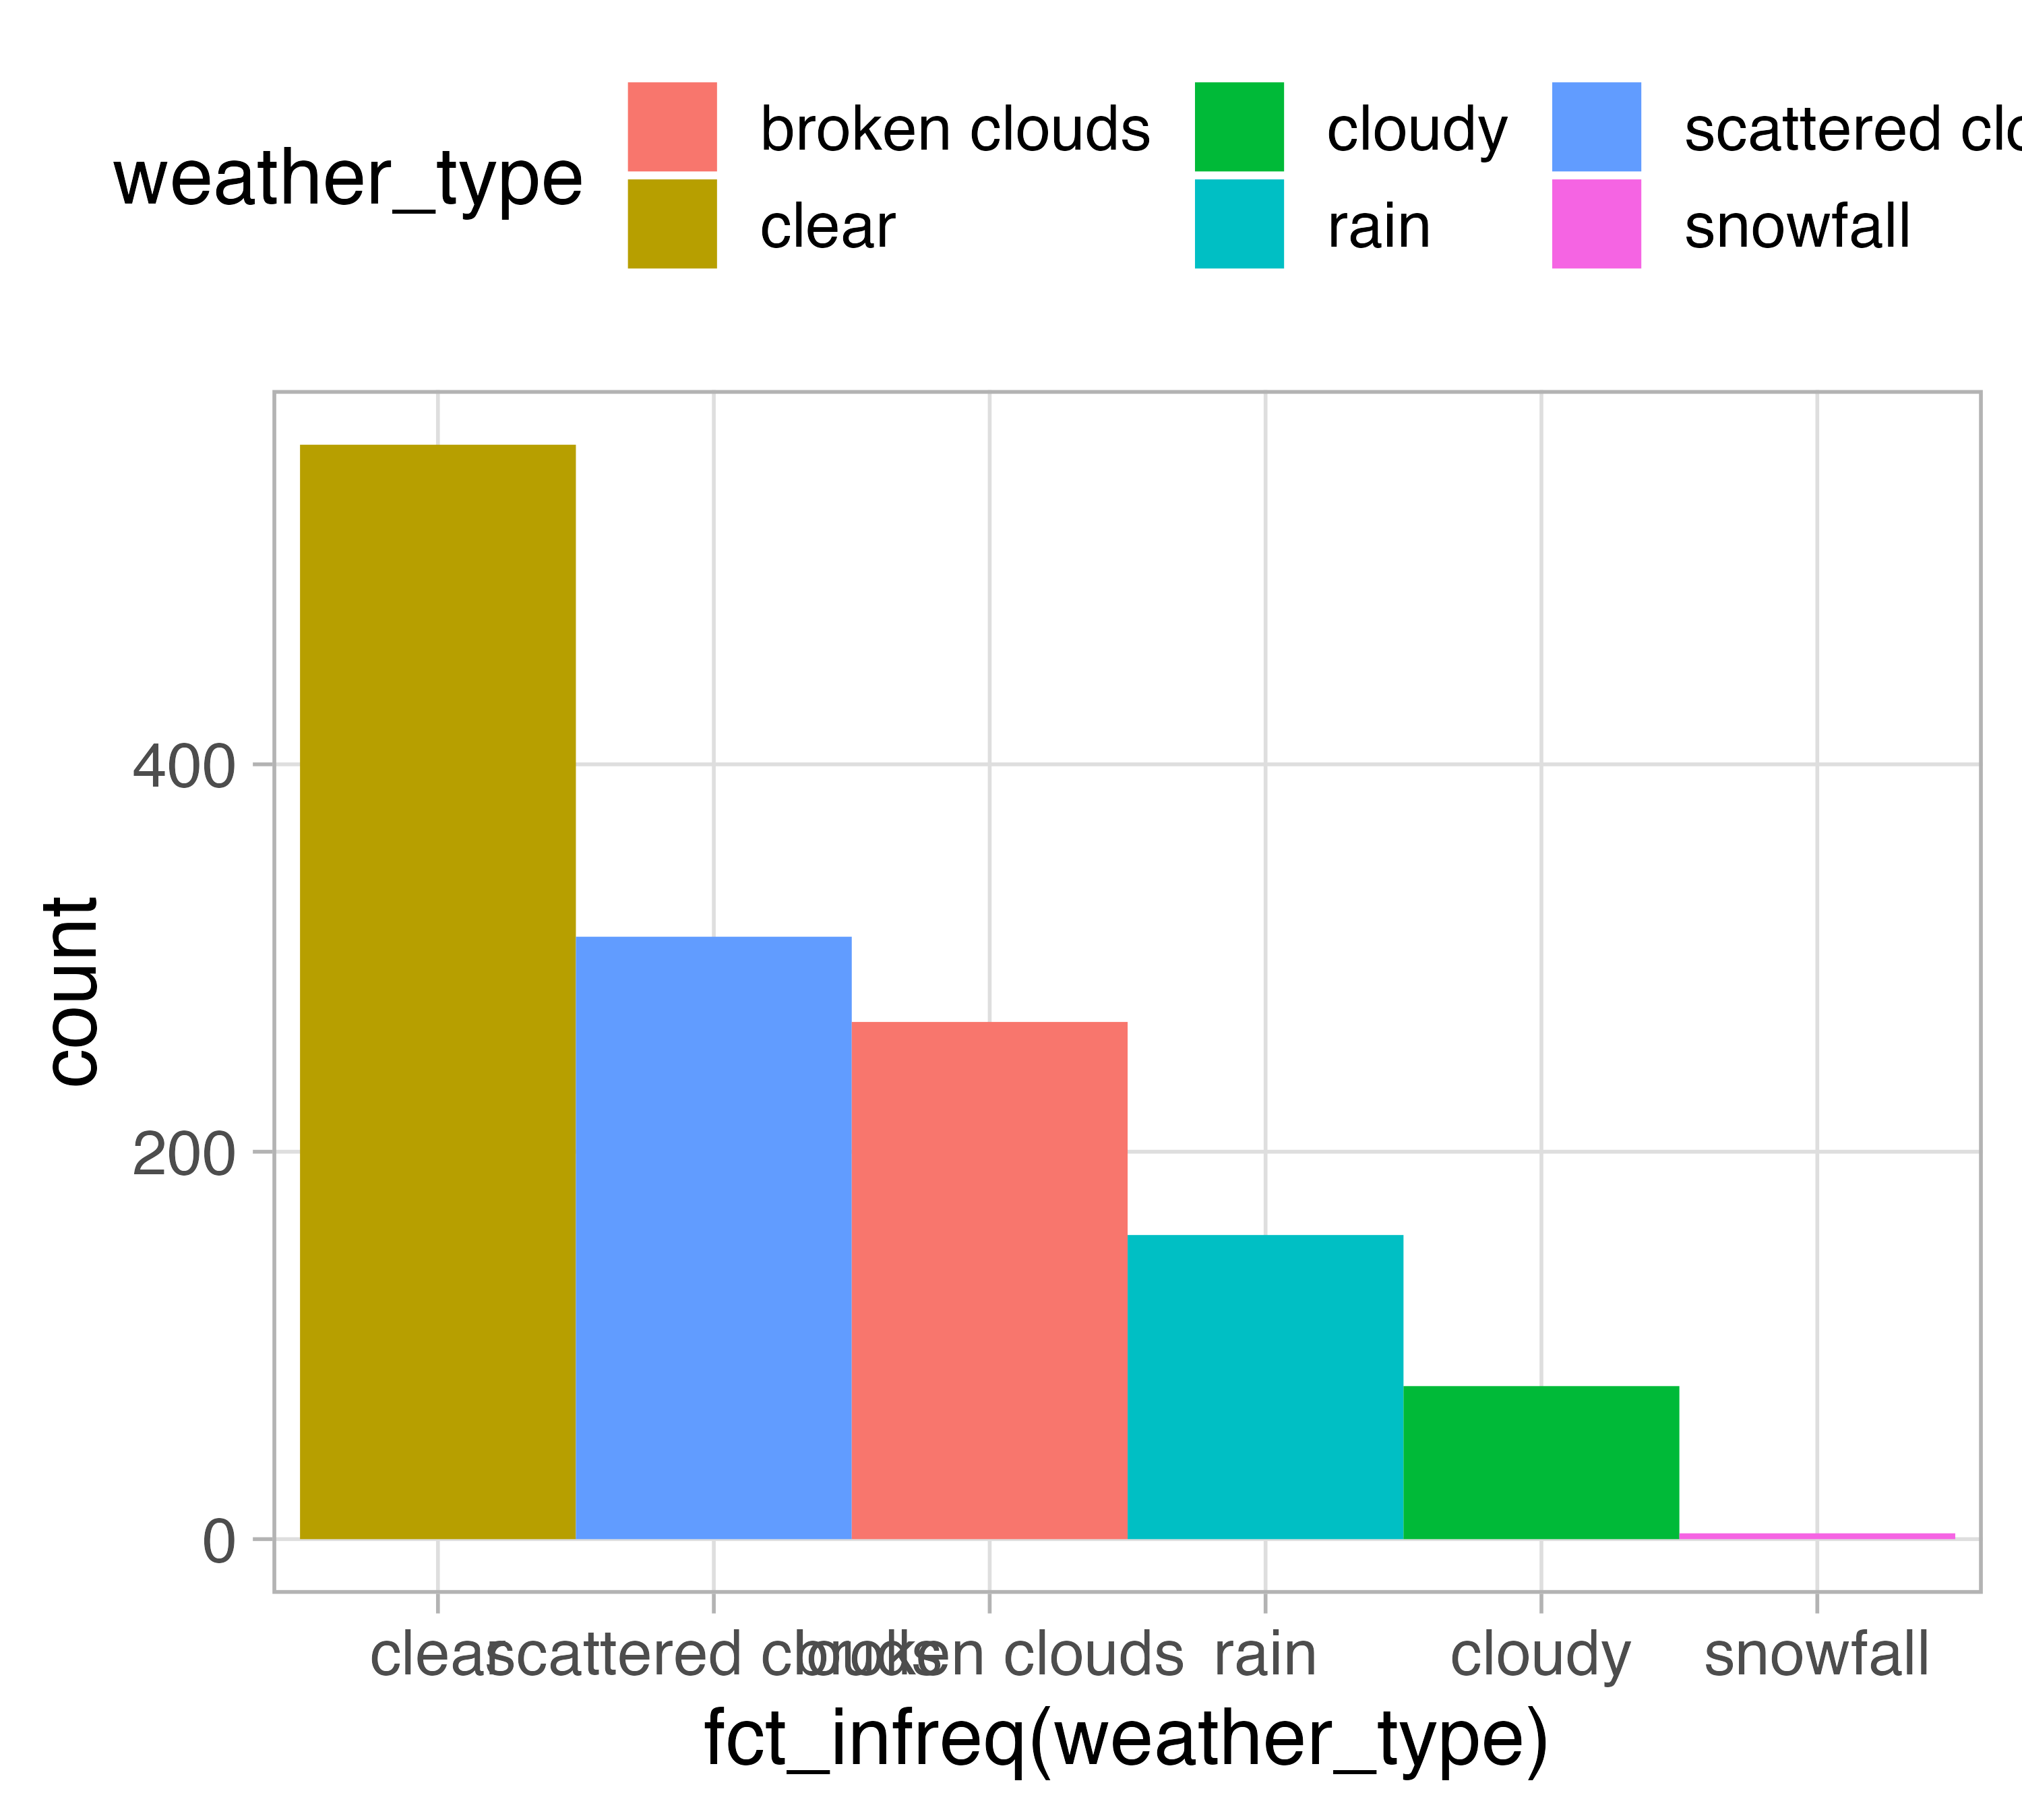 weather_type
broken clouds cloudy scattered clo
clear rain snowfall
count
400
200
0
clear scattered clouds broken clouds rain cloudy snowfall
fct_infreq(weather_type)